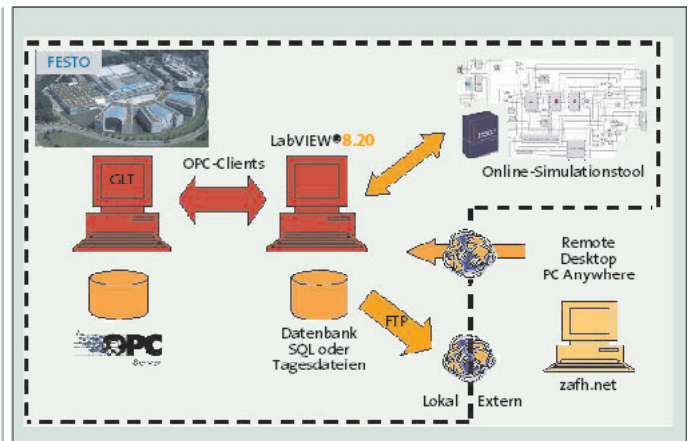 FESTO
LabVIEW®8.20
OPC-Clients
GLT
Online-Simulationstool
Remote
Desktop
PC Anywhere
FTP
OPC
Server
Datenbank
SQL oder
Tagesdateien
Lokal
Extern
zafh.net